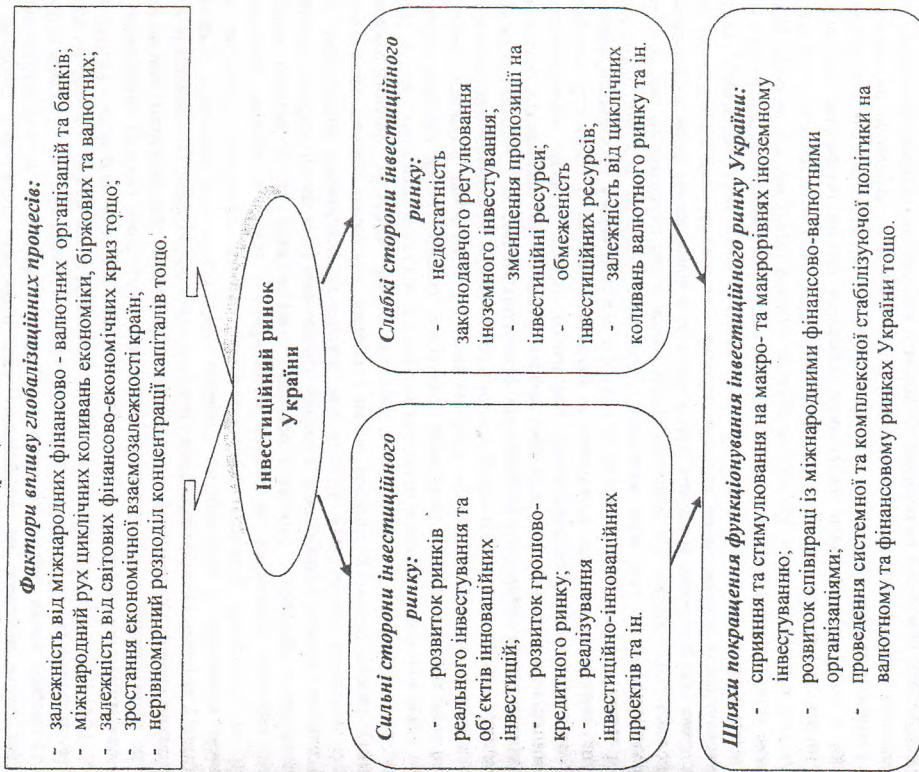 Фактори впливу глобалізаційних процесів:
- залежність від міжнародних фінансово - валютних організацій та банків;
- міжнародний рух циклічних коливань економіки, біржових та валютних;
- залежність від світових фінансово-економічних криз тощо;
- зростання економічної взаємозалежності країн;
- нерівномірний розподіл концентрації капіталів тощо.
Інвестиційний ринок
України
Сильні сторони інвестиційного
ринку:
- розвиток ринків
реального інвестування та
об’єктів інноваційних
інвестицій;
- розвиток грошово-
кредитного ринку;
- реалізування
інвестиційно-інноваційних
проектів та ін.
Слабкі сторони інвестиційного
ринку:
- недостатність
законодавчого регулювання
іноземного інвестування;
- зменшення пропозиції на
інвестиційні ресурси;
- обмеженість
інвестиційних ресурсів;
- залежність від циклічних
коливань валютного ринку та ін.
Шляхи покращення функціонування інвестиційного ринку України:
- сприяння та стимулювання на макро- та макрорівнях іноземному
інвестуванню;
- розвиток співпраці із міжнародними фінансово-валютними
організаціями;
- проведення системної та комплексної стабілізуючої політики на
валютному та фінансовому ринках України тощо.